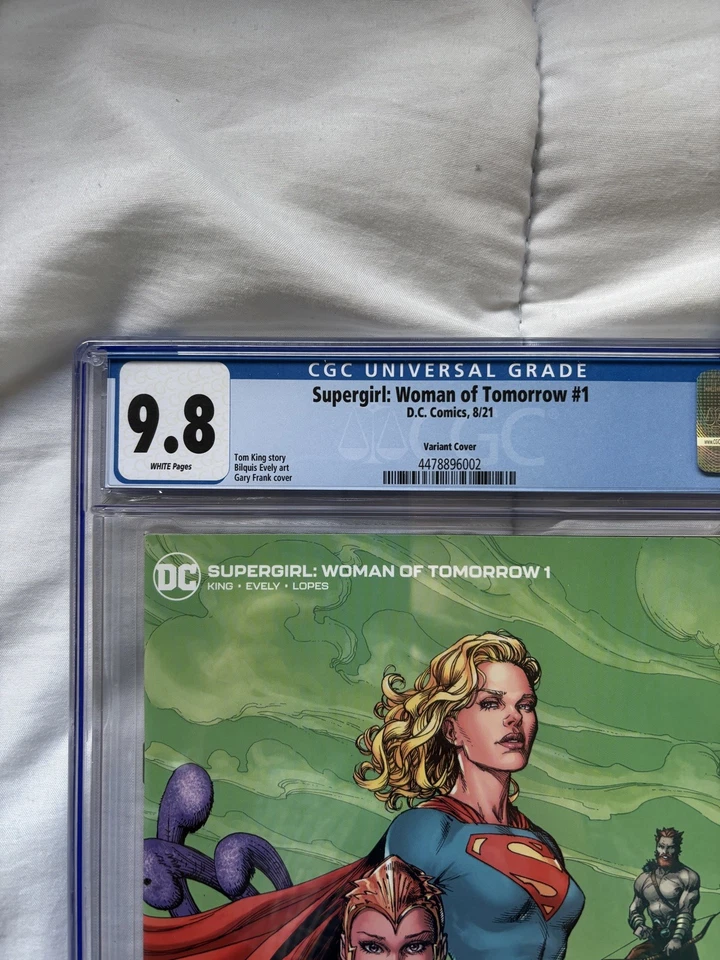 CGC UNIVERSAL GRADE
9.8
WHITE Pages
Supergirl: Woman of Tomorrow #1
D.C. Comics, 8/21
Variant Cover
4478896002
Tom King story
Bilquis Evely art
Gary Frank cover
CGC
DC
SUPERGIRL: WOMAN OF TOMORROW 1
KING • EVELY • LOPES
S